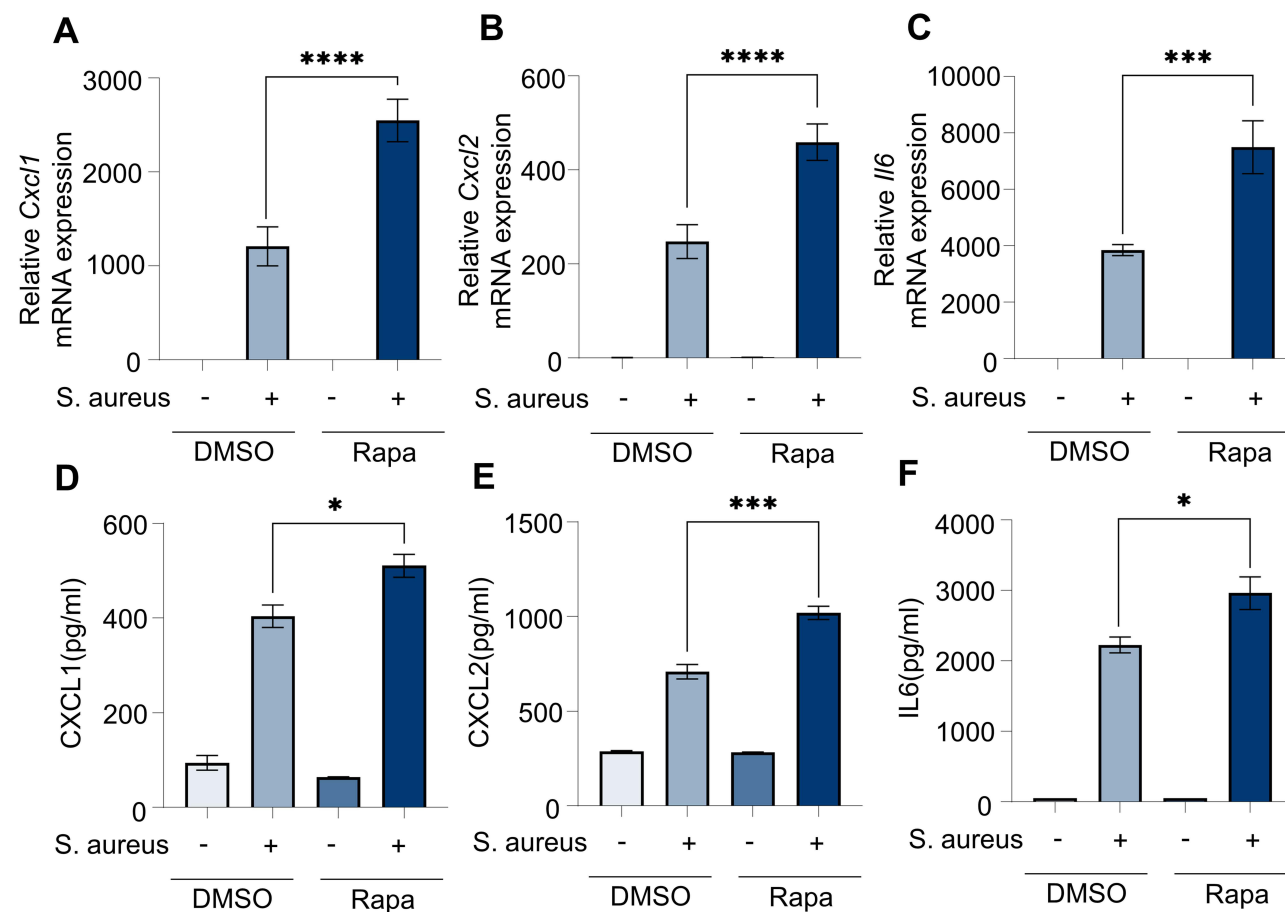 A
Relative Cxcl1
mRNA expression
3000
2000
1000
0
****
S. aureus - + - +
DMSO Rapa
B
Relative Cxcl2
mRNA expression
600
400
200
0
****
- + - +
DMSO Rapa
C
Relative Il6
mRNA expression
10000
8000
6000
4000
2000
0
***
S. aureus - + - +
DMSO Rapa
D
CXCL1(pg/ml)
600
400
200
0
*
S. aureus - + - +
DMSO Rapa
E
CXCL2(pg/ml)
1500
1000
500
0
***
S. aureus - + - +
DMSO Rapa
F
IL6(pg/ml)
4000
3000
2000
1000
0
*
S. aureus - + - +
DMSO Rapa